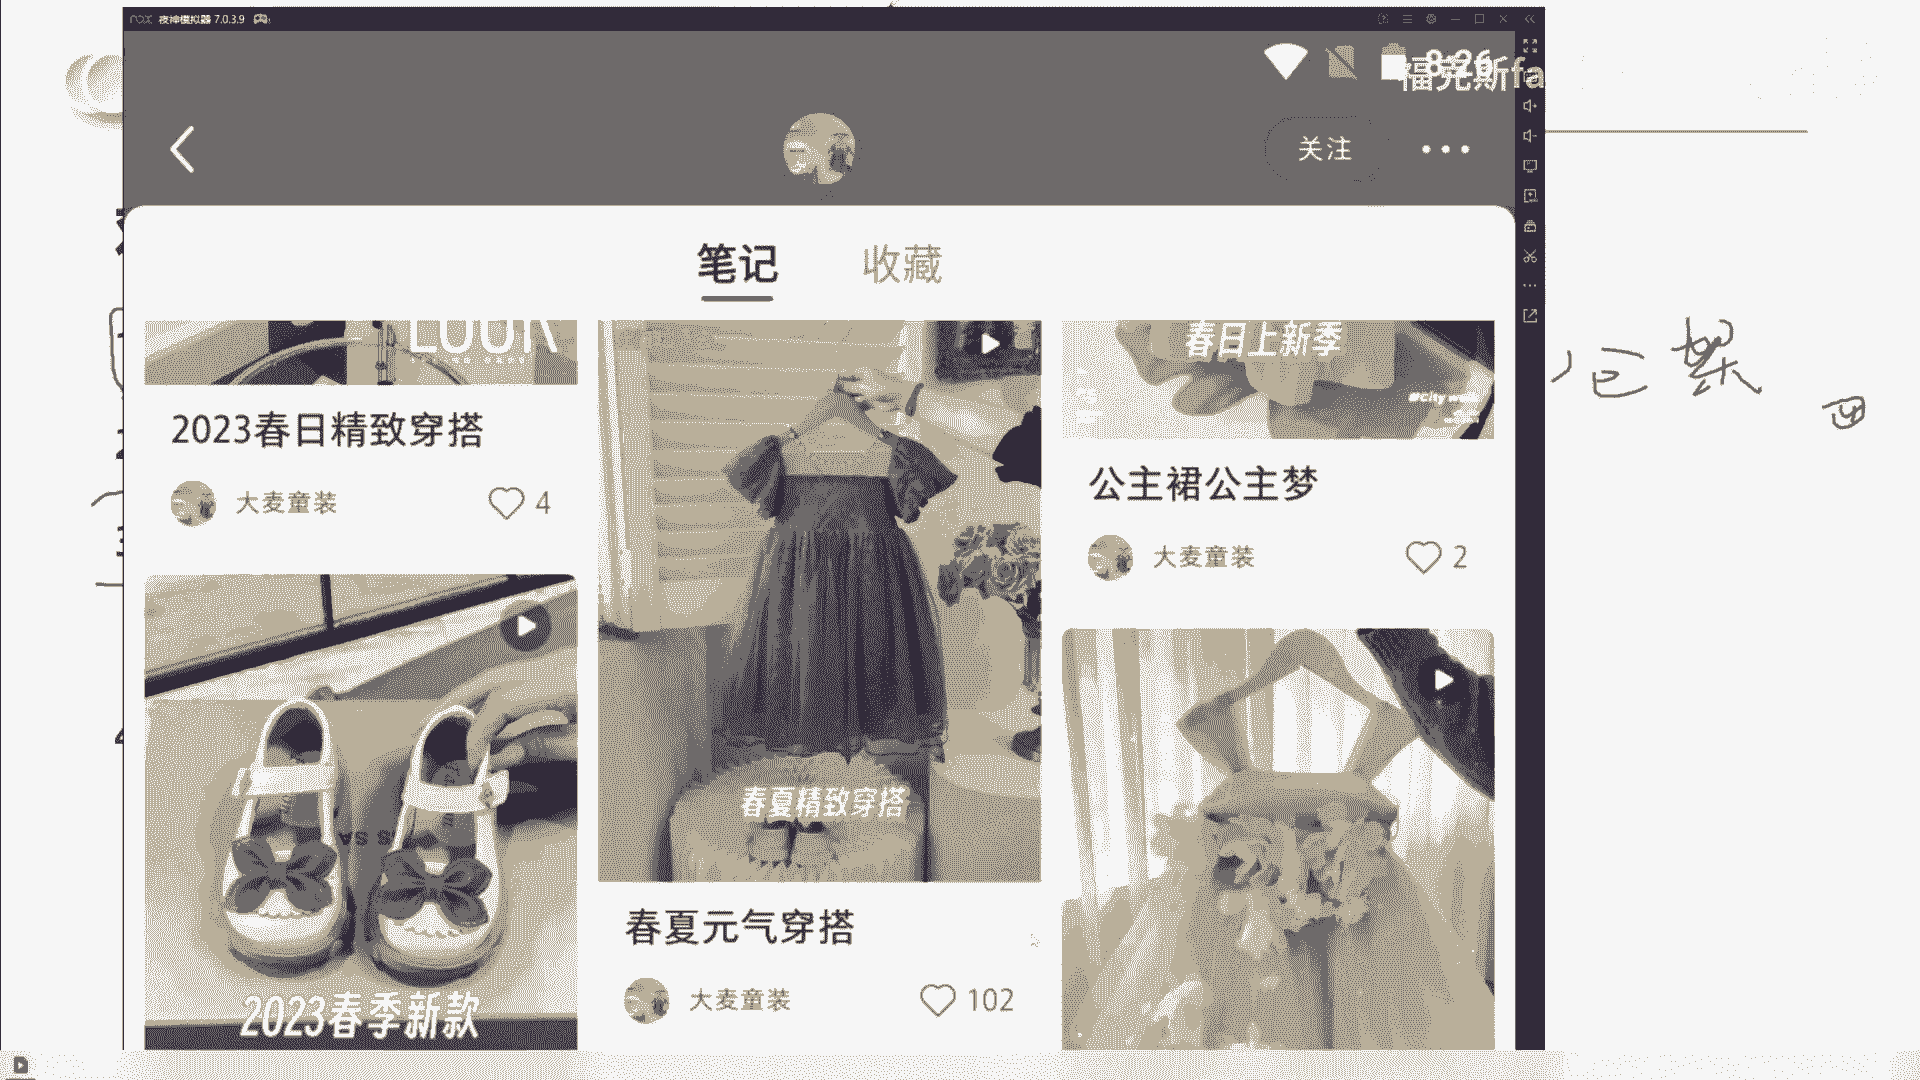 nox 夜神模拟器 7.0.3.9
8:26
福克斯fa
关注
笔记
收藏
LOOK
2023春日精致穿搭
大麦童装
4
2023春季新款
春夏精致穿搭
春夏元气穿搭
大麦童装
102
春日上新季
#City walk
公主裙公主梦
大麦童装
2